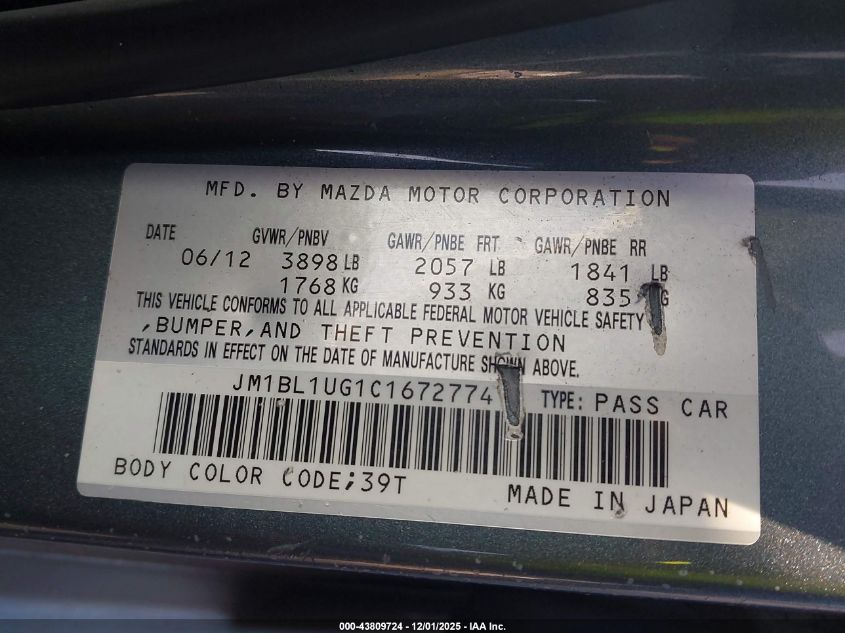 MFD. BY MAZDA MOTOR CORPORATION
DATE GVWR/PNBV GAWR/PNBE FRT GAWR/PNBE RR
06/12 3898 LB 2057 LB 1841 LB
1768 KG 933 KG 835
THIS VEHICLE CONFORMS TO ALL APPLICABLE FEDERAL MOTOR VEHICLE SAFETY
,BUMPER,AND THEFT PREVENTION
STANDARDS IN EFFECT ON THE DATE OF MANUFACTURE SHOWN ABOVE.
JM1BL1UG1C1672774 TYPE: PASS CAR
BODY COLOR CODE;39T MADE IN JAPAN
000-43809724 - 12/01/2025 - IAA Inc.